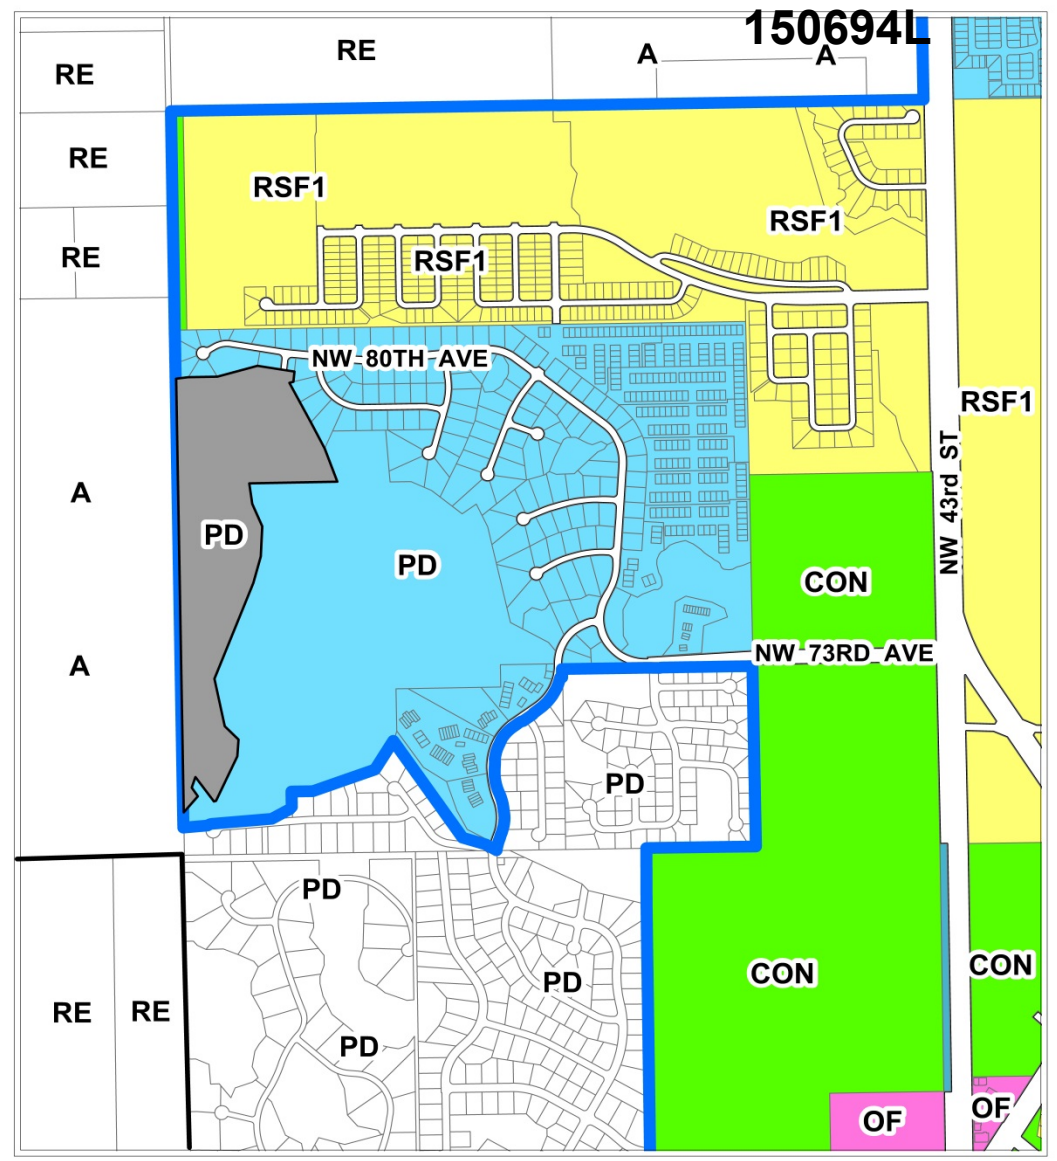 150694L
RE
A
A
RE
RE
RSF1
RSF1
RE
RSF1
NW 80TH AVE
RSF1
NW 43rd ST
A
PD
PD
CON
NW 73RD AVE
A
PD
PD
CON
CON
PD
RE
RE
PD
OF
OF